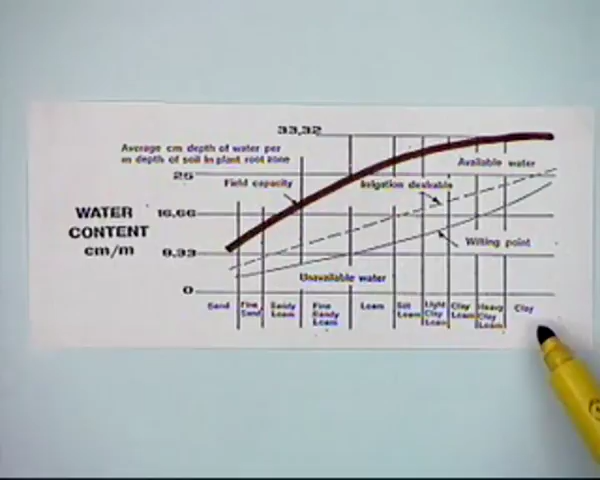 33,32
Average cm depth of water per
m depth of soil in plant root zone
25
Available water
Field capacity
Irrigation desirable
WATER
CONTENT
cm/m
16,66
Wilting point
8,33
Unavailable water
0
Sand
Fine
Sand
Sandy
Loam
Fine
Sandy
Loam
Loam
Silt
Loam
Light
Clay
Loam
Clay
Loam
Heavy
Clay
Loam
Clay